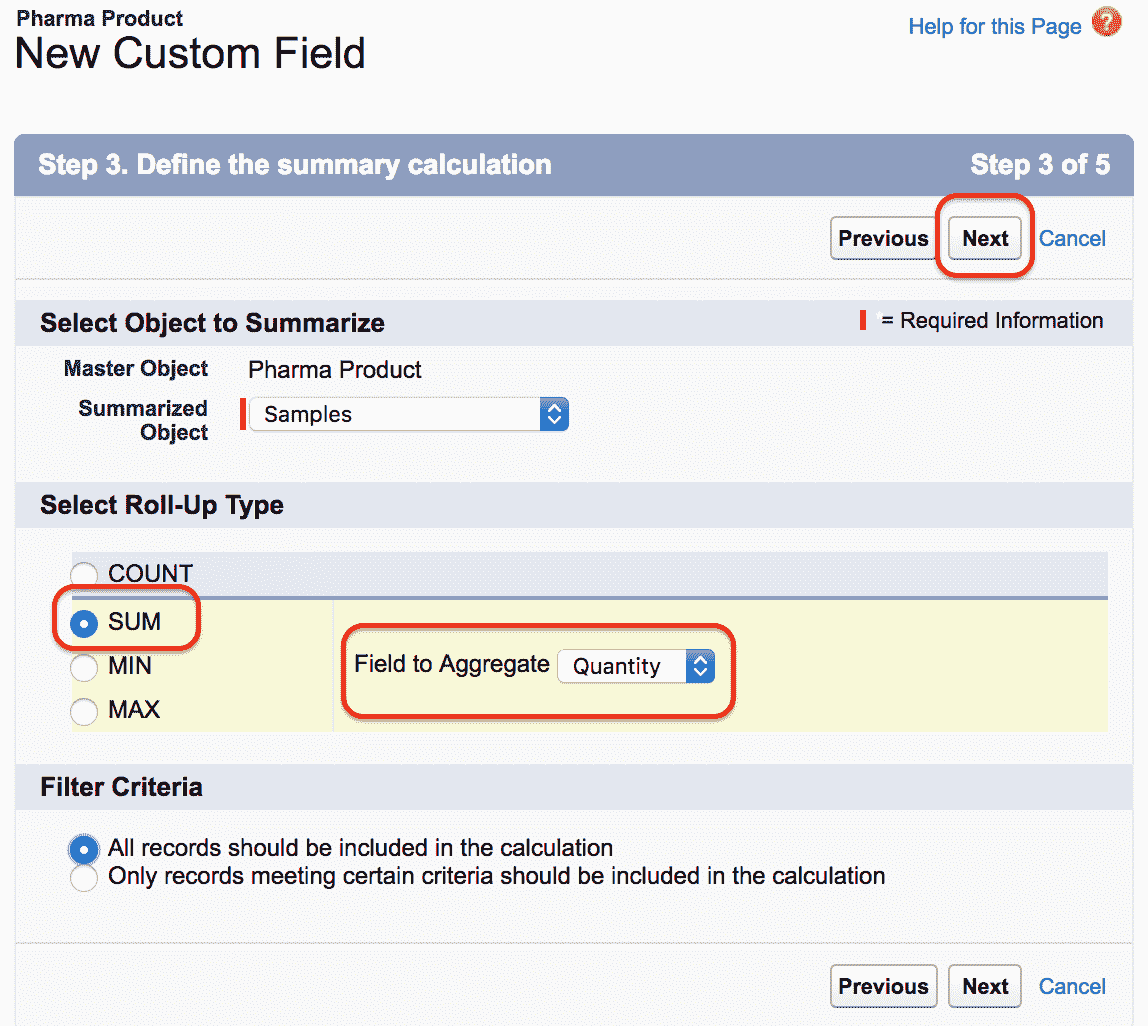 Pharma Product
New Custom Field
Help for this Page
?
Step 3. Define the summary calculation
Step 3 of 5
Previous Next Cancel
Select Object to Summarize
= Required Information
Master Object Pharma Product
Summarized Object Samples
Select Roll-Up Type
COUNT
SUM
MIN
MAX
Field to Aggregate Quantity
Filter Criteria
All records should be included in the calculation
Only records meeting certain criteria should be included in the calculation
Previous Next Cancel